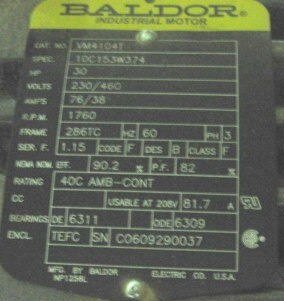 BALDOR
INDUSTRIAL MOTOR
CAT. NO. VM4104T
SPEC. 10C153W374
HP 30
VOLTS 230/460
AMPS 76/38
R.P.M. 1760
FRAME 286TC HZ 60 PH 3
SER. F. 1.15 CODE F DES B CLASS F
NEMA NOM. EFF. 90.2 % P.F. 82 %
RATING 40C AMB-CONT
CC USABLE AT 208V 81.7 A
BEARINGS DE 6311 ODE 6309
ENCL. TEFC SN C0609290037
MFG. BY BALDOR ELECTRIC CO. U.S.A.
NP1256L